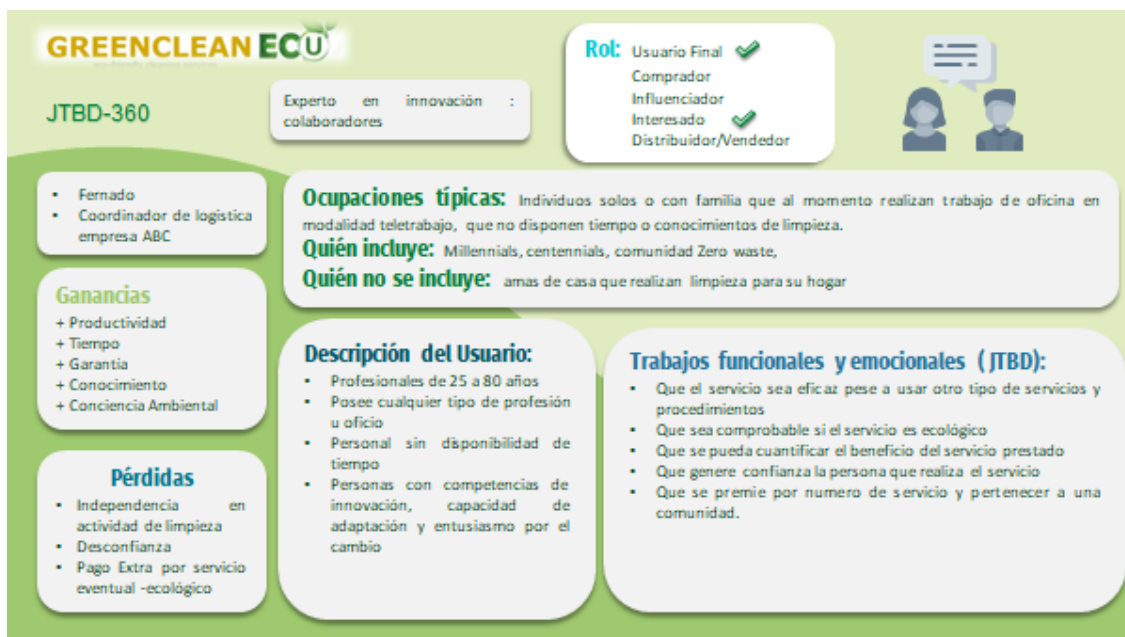 GREENCLEAN ECU
JTBD-360
Experto en innovación :
colaboradores
Rol: Usuario Final
Comprador
Influenciador
Interesado
Distribuidor/Vendedor
• Fernado
• Coordinador de logística
empresa ABC
Ocupaciones típicas: Individuos solos o con familia que al momento realizan trabajo de oficina en
modalidad teletrabajo, que no disponen tiempo o conocimientos de limpieza.
Quién incluye: Millennials, centennials, comunidad Zero waste,
Quién no se incluye: amas de casa que realizan limpieza para su hogar
Ganancias
+ Productividad
+ Tiempo
+ Garantía
+ Conocimiento
+ Conciencia Ambiental
Pérdidas
• Independencia en
actividad de limpieza
• Desconfianza
• Pago Extra por servicio
eventual -ecológico
Descripción del Usuario:
• Profesionales de 25 a 80 años
• Posee cualquier tipo de profesión
u oficio
• Personal sin disponibilidad de
tiempo
• Personas con competencias de
innovación, capacidad de
adaptación y entusiasmo por el
cambio
Trabajos funcionales y emocionales ( JTBD):
• Que el servicio sea eficaz pese a usar otro tipo de servicios y
procedimientos
• Que sea comprobable si el servicio es ecológico
• Que se pueda cuantificar el beneficio del servicio prestado
• Que genere confianza la persona que realiza el servicio
• Que se premie por numero de servicio y pertenecer a una
comunidad.